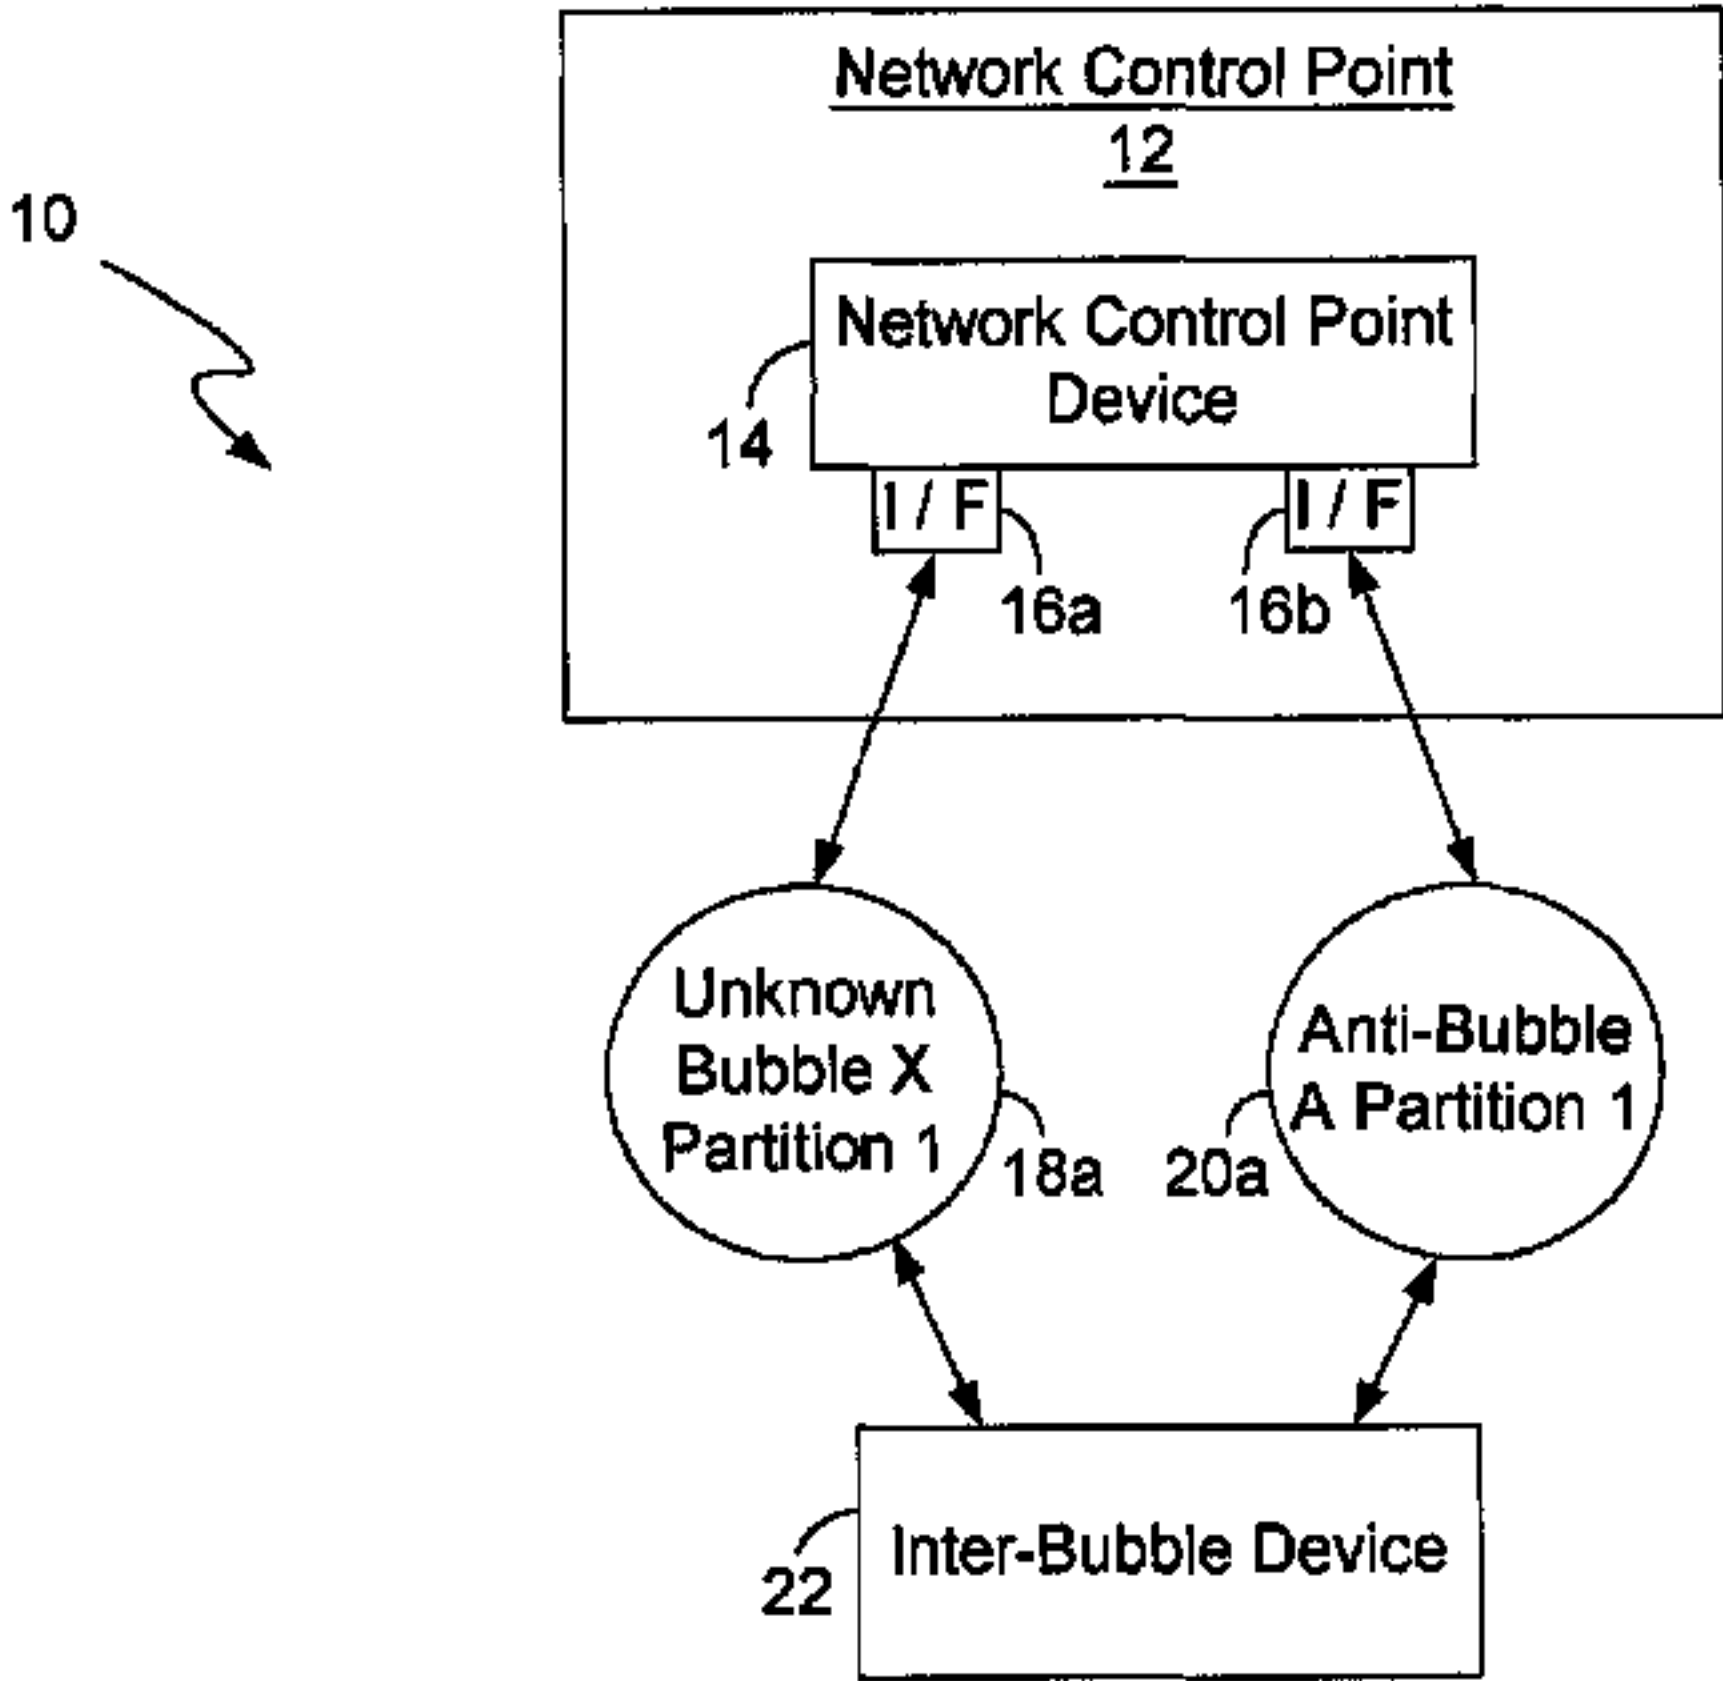 Network Control Point
12
10
Network Control Point
Device
14
I / F
I / F
16a
16b
Unknown
Bubble X
Partition 1
18a
Anti-Bubble
A Partition 1
20a
Inter-Bubble Device
22